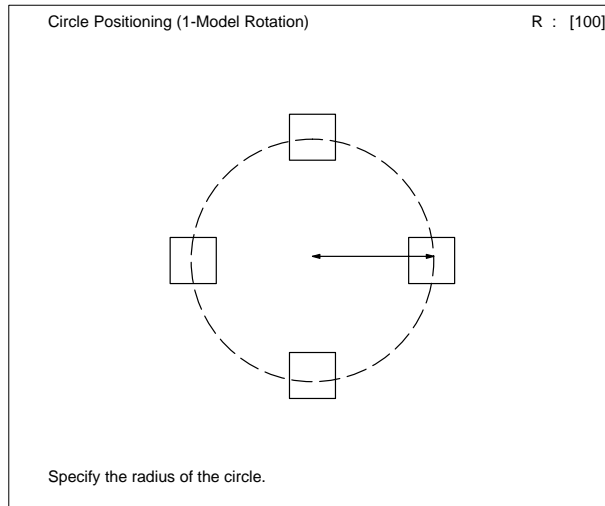 Circle Positioning (1-Model Rotation) R : [100]
Specify the radius of the circle.